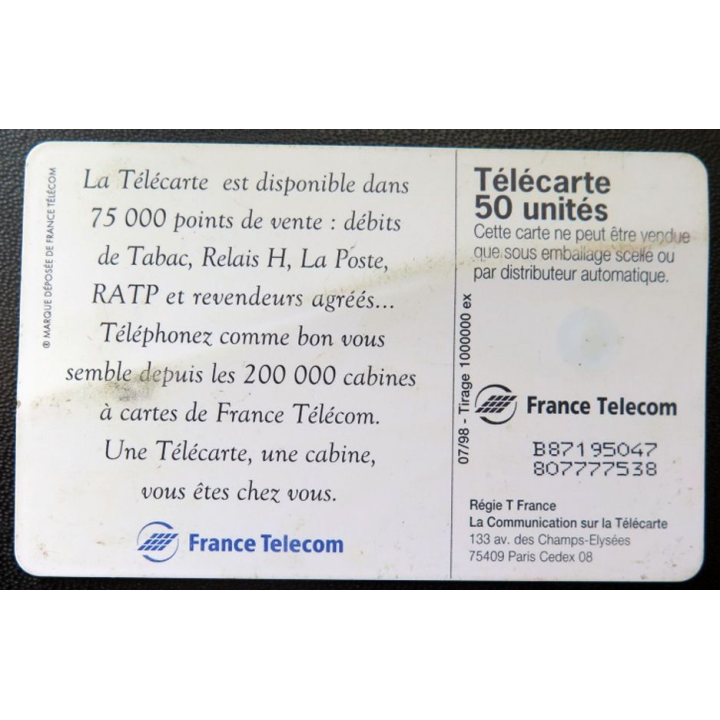 ® MARQUE DÉPOSÉE DE FRANCE TÉLÉCOM
La Télécarte est disponible dans
75 000 points de vente : débits
de Tabac, Relais H, La Poste,
RATP et revendeurs agréés...
Téléphonez comme bon vous
semble depuis les 200 000 cabines
à cartes de France Télécom.
Une Télécarte, une cabine,
vous êtes chez vous.
France Telecom
07/98 - Tirage 1000000 ex
Télécarte
50 unités
Cette carte ne peut être vendue
que sous emballage scellé ou
par distributeur automatique.
France Telecom
B87195047
807777538
Régie T France
La Communication sur la Télécarte
133 av. des Champs-Elysées
75409 Paris Cedex 08